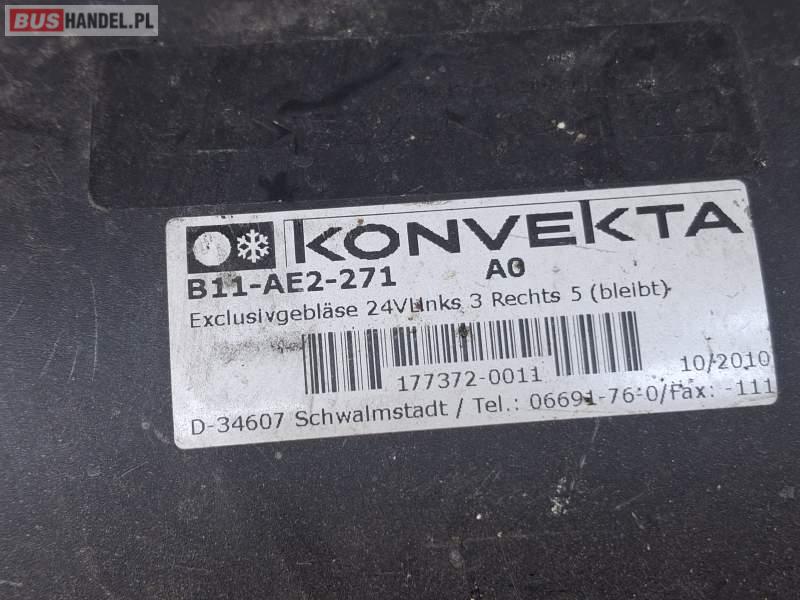 BUSHANDEL.PL
KONVEKTA
B11-AE2-271 A0
Exclusivgebläse 24VLinks 3 Rechts 5 (bleibt)
177372-0011 10/2010
D-34607 Schwalmstadt / Tel.: 06691-76-0/Fax: -111